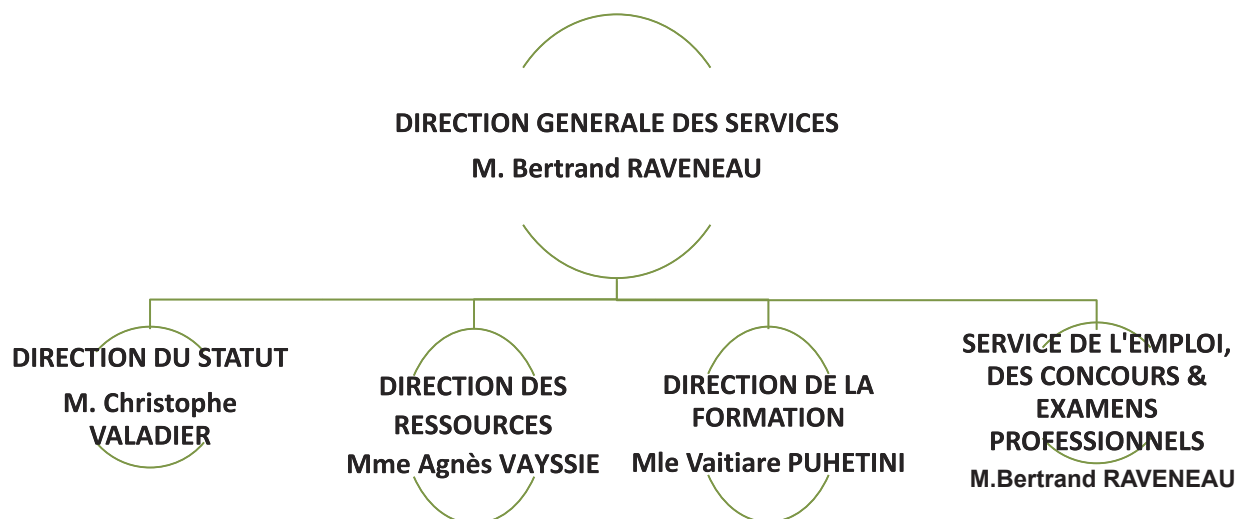 DIRECTION GENERALE DES SERVICES
M. Bertrand RAVENEAU
DIRECTION DU STATUT
M. Christophe
VALADIER
DIRECTION DES
RESSOURCES
Mme Agnès VAYSSIE
DIRECTION DE LA
FORMATION
Mle Vaitiare PUHETINI
SERVICE DE L'EMPLOI,
DES CONCOURS &
EXAMENS
PROFESSIONNELS
M.Bertrand RAVENEAU